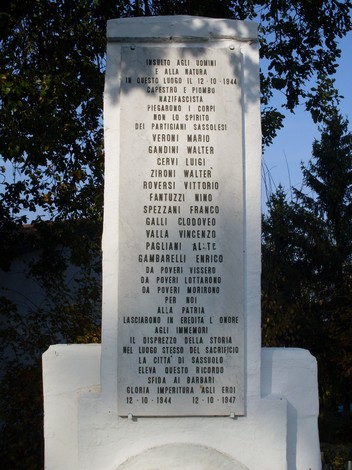 INSULTO AGLI UOMINI
E ALLA NATURA
IN QUESTO LUOGO IL 12-10-1944
CAPESTRO E PIOMBO
NAZIFASCISTA
PIEGARONO I CORPI
NON LO SPIRITO
DEI PARTIGIANI SASSOLESI
VERONI MARIO
GANDINI WALTER
CERVI LUIGI
ZIRONI WALTER
ROVERSI VITTORIO
FANTUZZI NINO
SPEZZANI FRANCO
GALLI CLODOVEO
VALLA VINCENZO
PAGLIANI
GAMBARELLI ENRICO
DA POVERI VISSERO
DA POVERI LOTTARONO
DA POVERI MORIRONO
PER NOI
ALLA PATRIA
LASCIARONO IN EREDITA' L'ONORE
AGLI IMMEMORI
IL DISPREZZO DELLA STORIA
NEL LUOGO STESSO DEL SACRIFICIO
LA CITTA' DI SASSUOLO
ELEVA QUESTO RICORDO
SFIDA AI BARBARI
GLORIA IMPERITURA AGLI EROI
12-10-1944 12-10-1947